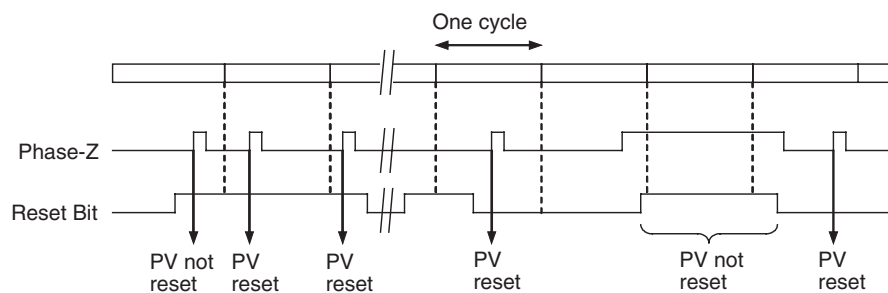 One cycle
Phase-Z
Reset Bit
PV not
reset
PV
reset
PV
reset
PV
reset
PV not
reset
PV
reset